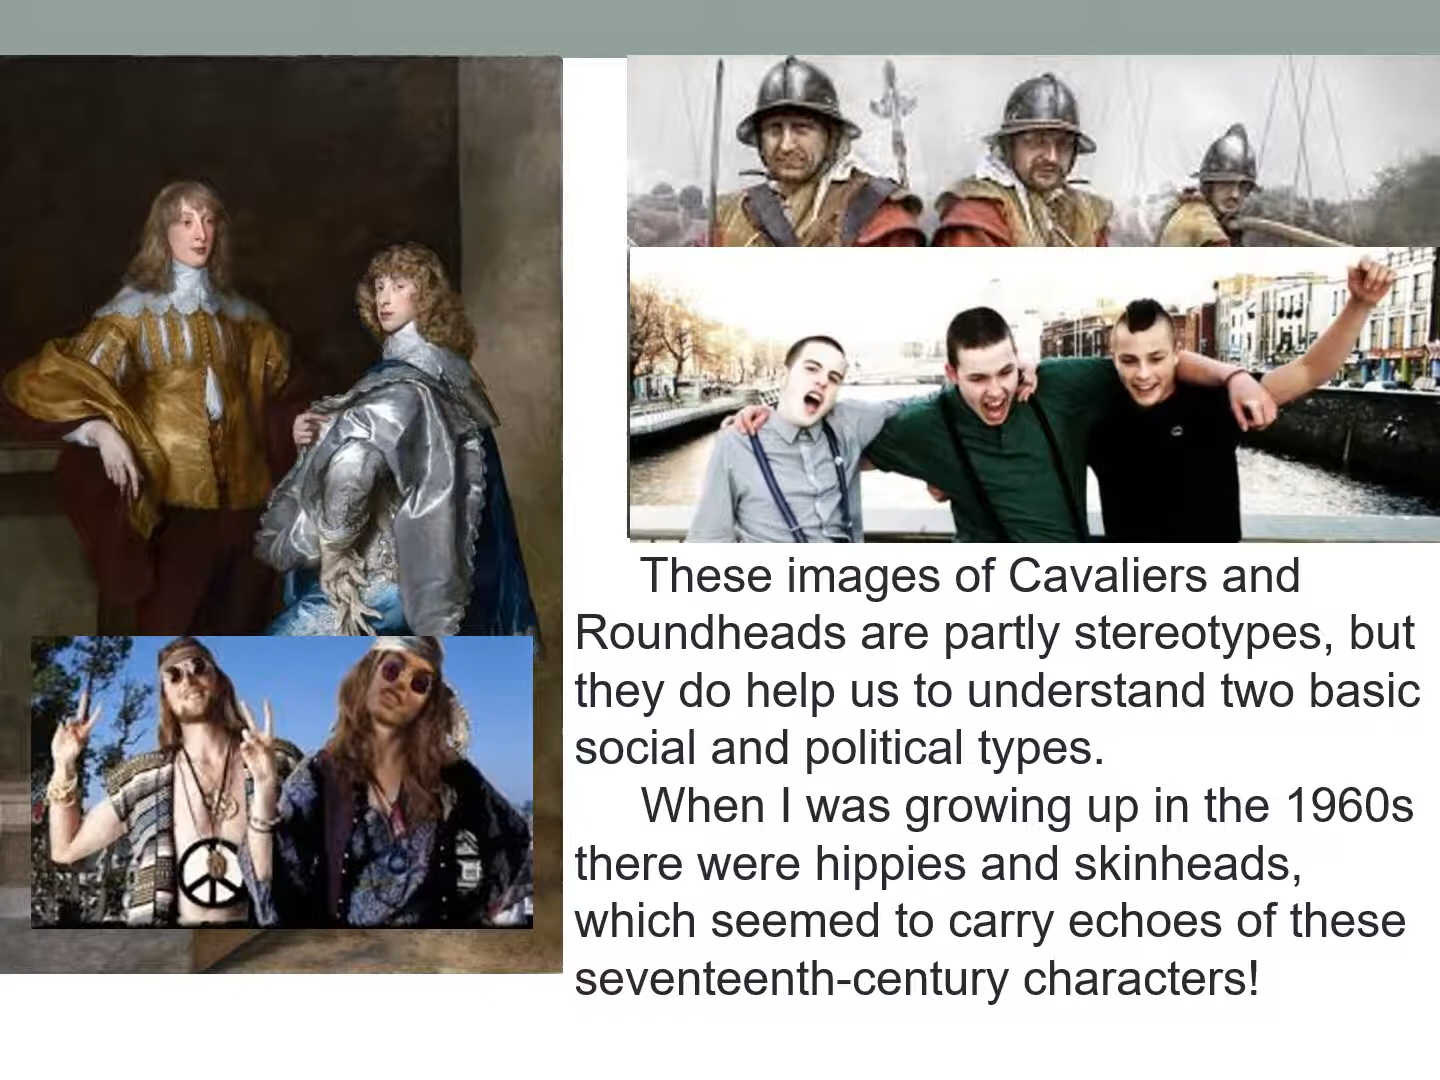 These images of Cavaliers and
Roundheads are partly stereotypes, but
they do help us to understand two basic
social and political types.
When I was growing up in the 1960s
there were hippies and skinheads,
which seemed to carry echoes of these
seventeenth-century characters!